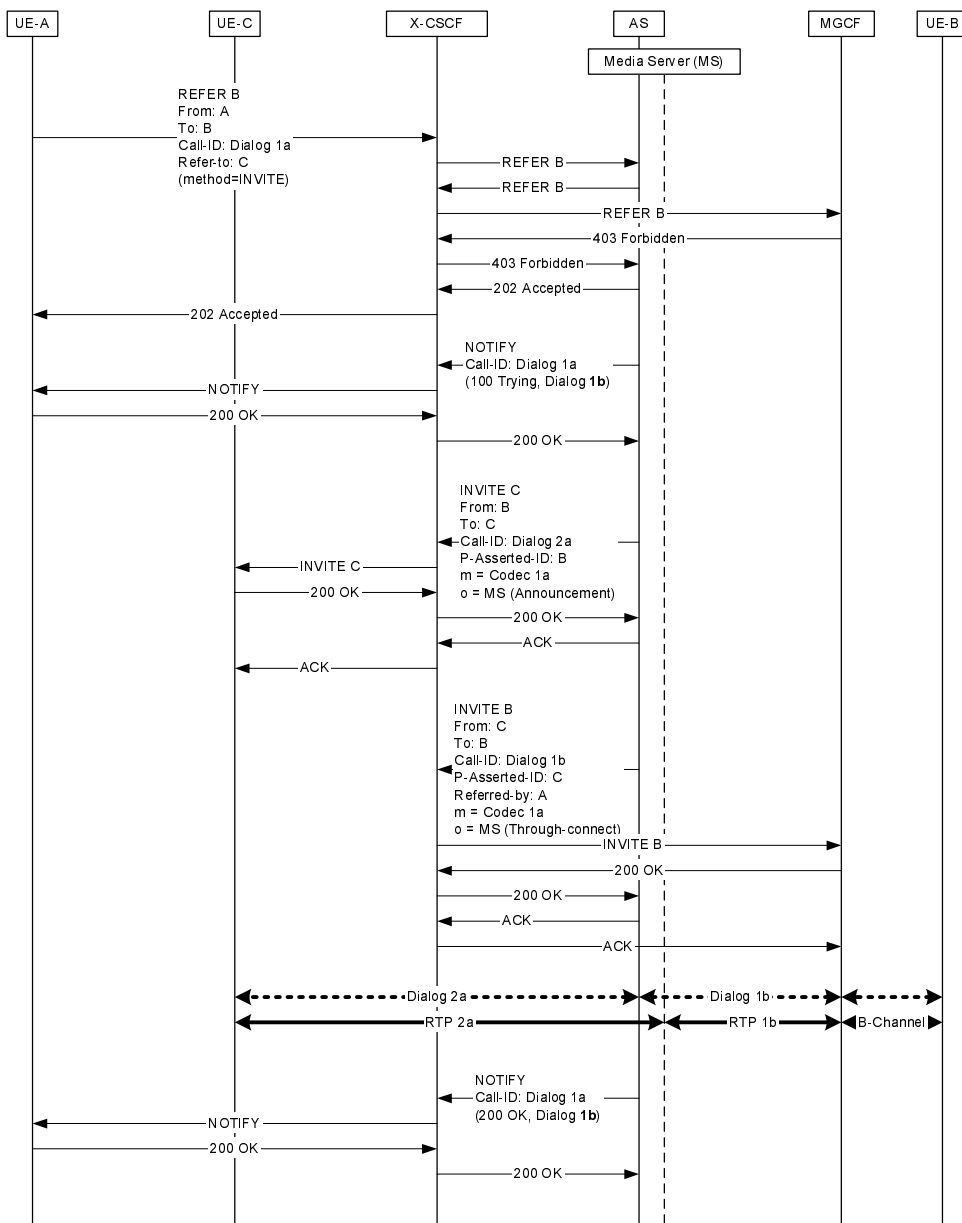 UE-A
UE-C
X-CSCF
AS
MGCF
UE-B
Media Server (MS)
REFER B
From: A
To: B
Call-ID: Dialog 1a
Refer-to: C
(method=INVITE)
REFER B
REFER B
REFER B
403 Forbidden
403 Forbidden
202 Accepted
202 Accepted
NOTIFY
Call-ID: Dialog 1a
(100 Trying, Dialog 1b)
NOTIFY
200 OK
200 OK
INVITE C
From: B
To: C
Call-ID: Dialog 2a
P-Asserted-ID: B
m = Codec 1a
o = MS (Announcement)
INVITE C
200 OK
200 OK
ACK
ACK
INVITE B
From: C
To: B
Call-ID: Dialog 1b
P-Asserted-ID: C
Referred-by: A
m = Codec 1a
o = MS (Through-connect)
INVITE B
200 OK
200 OK
ACK
ACK
Dialog 2a
Dialog 1b
RTP 2a
RTP 1b
B-Channel
NOTIFY
Call-ID: Dialog 1a
(200 OK, Dialog 1b)
NOTIFY
200 OK
200 OK